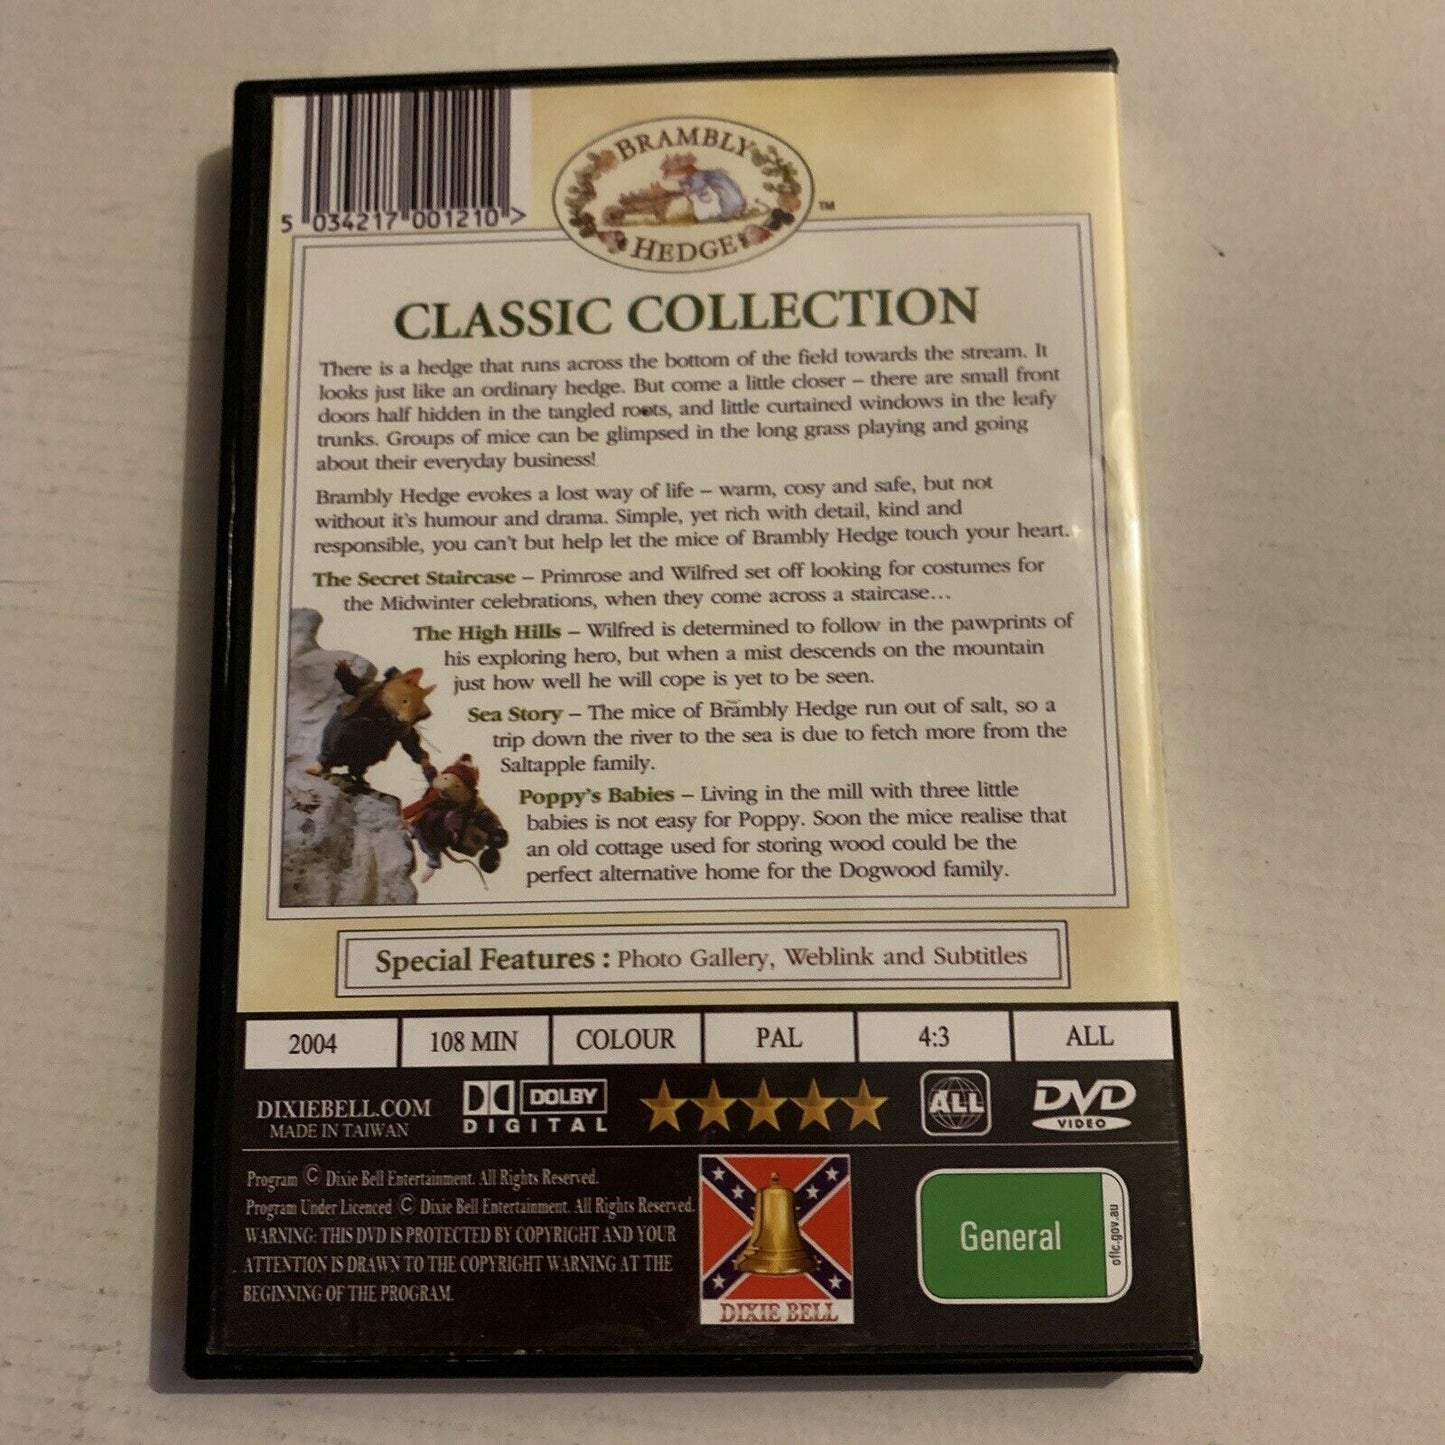 5 034217 001210 >
BRAMBLY
HEDGE
™
CLASSIC COLLECTION
There is a hedge that runs across the bottom of the field towards the stream. It
looks just like an ordinary hedge. But come a little closer – there are small front
doors half hidden in the tangled roots, and little curtained windows in the leafy
trunks. Groups of mice can be glimpsed in the long grass playing and going
about their everyday business!
Brambly Hedge evokes a lost way of life – warm, cosy and safe, but not
without it's humour and drama. Simple, yet rich with detail, kind and
responsible, you can't but help let the mice of Brambly Hedge touch your heart.
The Secret Staircase – Primrose and Wilfred set off looking for costumes for
the Midwinter celebrations, when they come across a staircase...
The High Hills – Wilfred is determined to follow in the pawprints of
his exploring hero, but when a mist descends on the mountain
just how well he will cope is yet to be seen.
Sea Story – The mice of Brambly Hedge run out of salt, so a
trip down the river to the sea is due to fetch more from the
Saltapple family.
Poppy's Babies – Living in the mill with three little
babies is not easy for Poppy. Soon the mice realise that
an old cottage used for storing wood could be the
perfect alternative home for the Dogwood family.
Special Features : Photo Gallery, Weblink and Subtitles
2004 108 MIN COLOUR PAL 4:3 ALL
DIXIEBELL.COM
MADE IN TAIWAN
DOLBY
DIGITAL
ALL
DVD
VIDEO
Program © Dixie Bell Entertainment. All Rights Reserved.
Program Under Licenced © Dixie Bell Entertainment. All Rights Reserved.
WARNING: THIS DVD IS PROTECTED BY COPYRIGHT AND YOUR
ATTENTION IS DRAWN TO THE COPYRIGHT WARNING AT THE
BEGINNING OF THE PROGRAM.
DIXIE BELL
General
oflc.gov.au